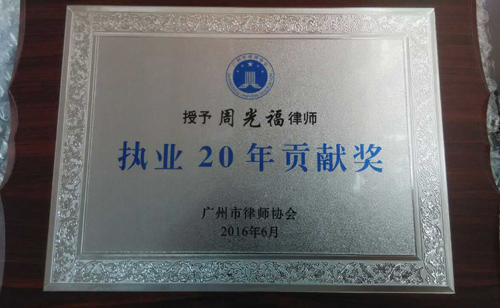 授予 周光福 律师
执业 20 年贡献奖
广州市律师协会
2016年6月